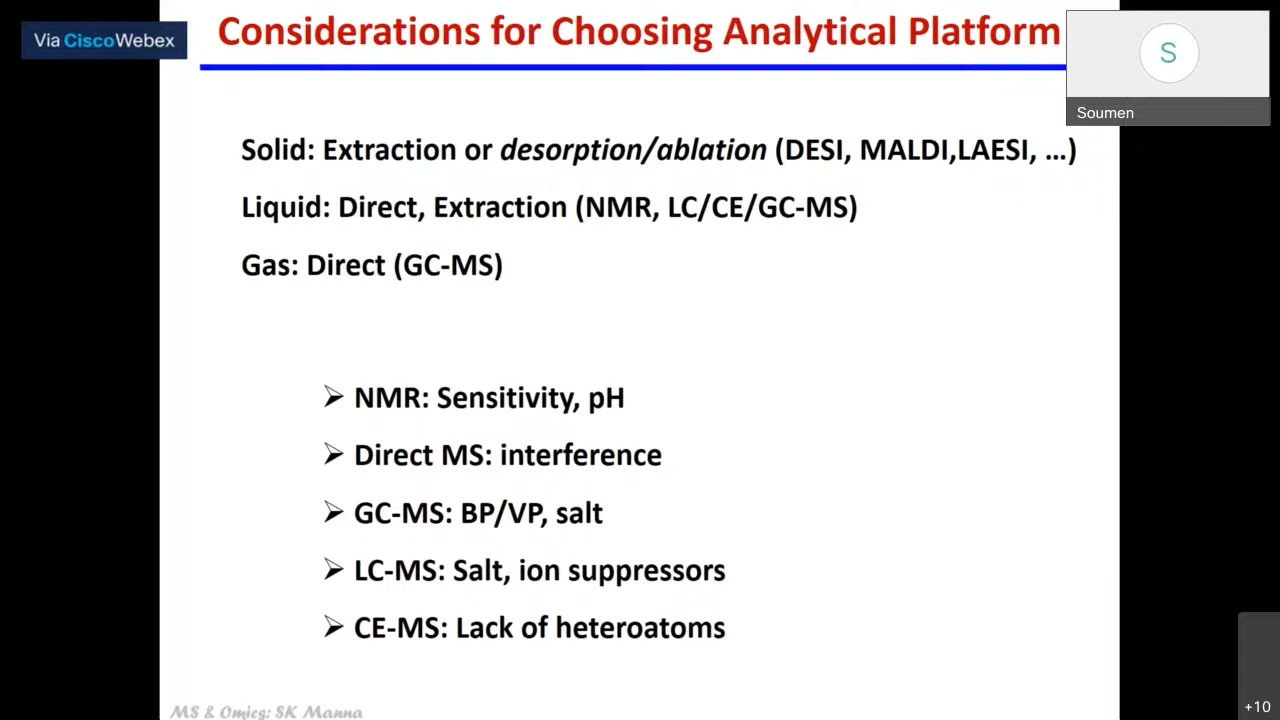 Via CiscoWebex
Considerations for Choosing Analytical Platform
S
Soumen
Solid: Extraction or desorption/ablation (DESI, MALDI,LAESI, ...)
Liquid: Direct, Extraction (NMR, LC/CE/GC-MS)
Gas: Direct (GC-MS)
➢ NMR: Sensitivity, pH
➢ Direct MS: interference
➢ GC-MS: BP/VP, salt
➢ LC-MS: Salt, ion suppressors
➢ CE-MS: Lack of heteroatoms
MS & Omics: SK Manna
+10